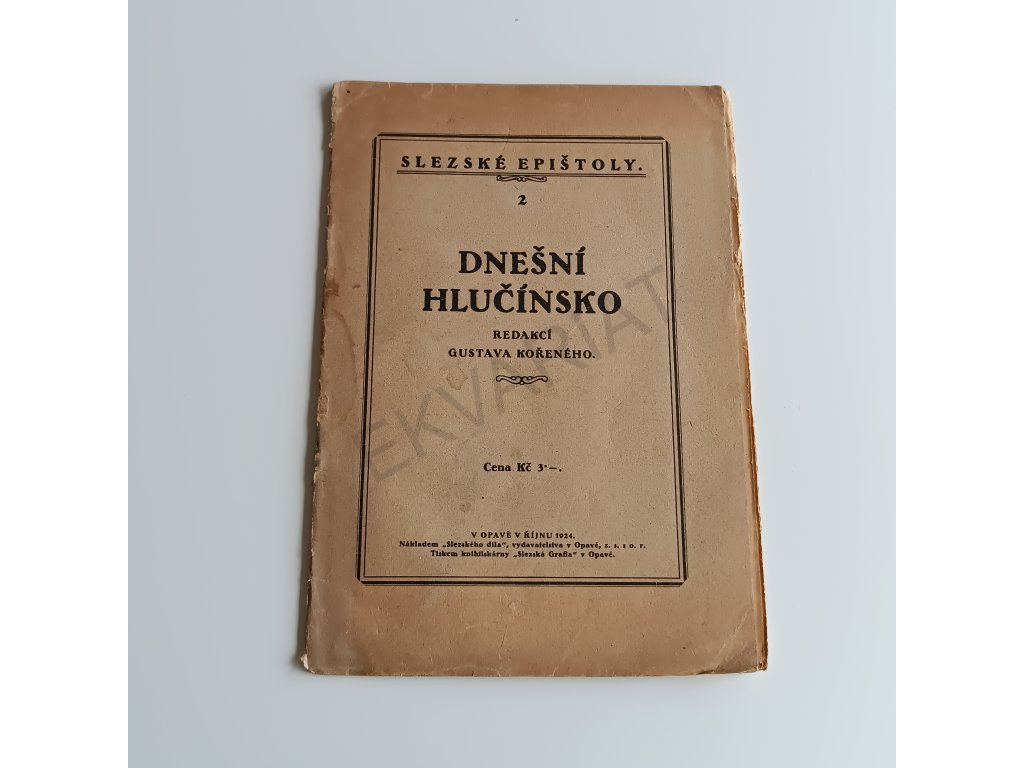 SLEZSKÉ EPIŠTOLY.
2
DNEŠNÍ
HLUČÍNSKO
REDAKCÍ
GUSTAVA KOŘENÉHO.
Cena Kč 3·–.
V OPAVĚ V ŘÍJNU 1924.
Nákladem „Slezského díla“, vydavatelstva v Opavě, z. s. s o. r.
Tiskem knihtiskárny „Slezská Grafia“ v Opavě.
EKVARIAT